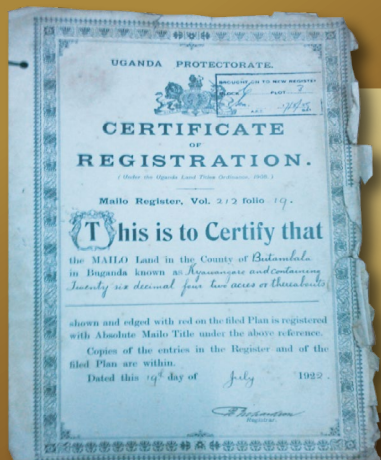 UGANDA PROTECTORATE.
BROUGHT ON TO NEW REGISTER
CERTIFICATE
OF
REGISTRATION.
(Under the Uganda Land Titles Ordinance, 1908.)
Mailo Register, Vol. 212 folio 19.
This is to Certify that
the MAILO Land in the County of Butambala
in Buganda known as and containing
Twenty six decimal four two acres or thereabouts
shown and edged with red on the filed Plan is registered
with Absolute Mailo Title under the above reference.
Copies of the entries in the Register and of the
filed Plan are within.
Dated this 19th day of July 1922.
Registrar.